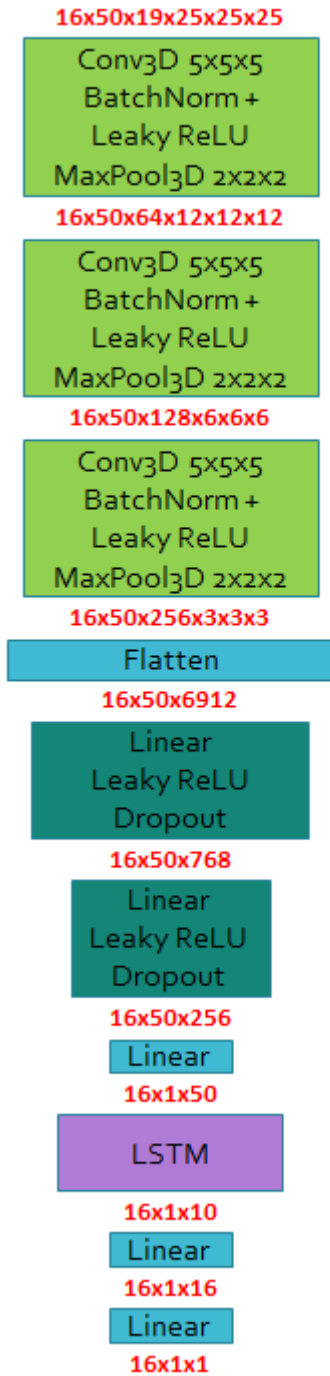 16x50x19x25x25x25
Conv3D 5x5x5
BatchNorm +
Leaky ReLU
MaxPool3D 2x2x2
16x50x64x12x12x12
Conv3D 5x5x5
BatchNorm +
Leaky ReLU
MaxPool3D 2x2x2
16x50x128x6x6x6
Conv3D 5x5x5
BatchNorm +
Leaky ReLU
MaxPool3D 2x2x2
16x50x256x3x3x3
Flatten
16x50x6912
Linear
Leaky ReLU
Dropout
16x50x768
Linear
Leaky ReLU
Dropout
16x50x256
Linear
16x1x50
LSTM
16x1x10
Linear
16x1x16
Linear
16x1x1